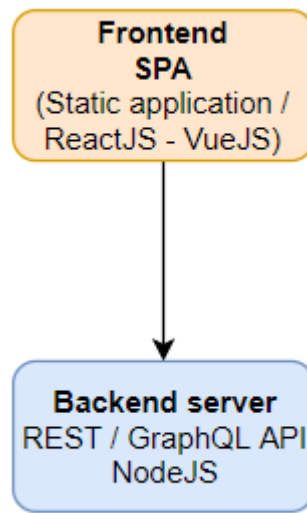 Frontend
SPA
(Static application /
ReactJS - VueJS)
Backend server
REST / GraphQL API
NodeJS